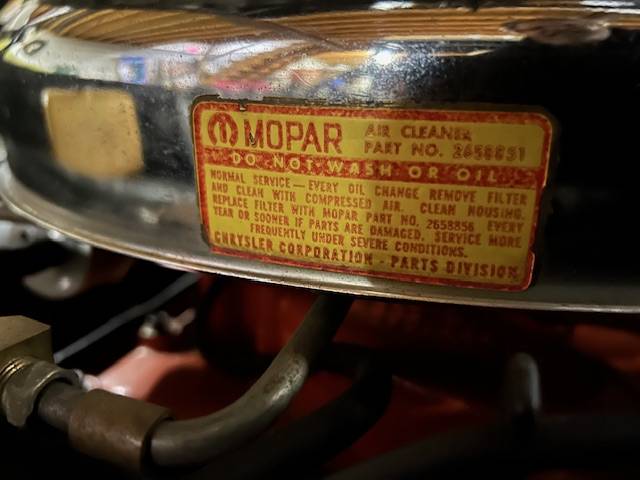 MOPAR AIR CLEANER
PART NO. 2658851
DO NOT WASH OR OIL
NORMAL SERVICE — EVERY OIL CHANGE REMOVE FILTER
AND CLEAN WITH COMPRESSED AIR. CLEAN HOUSING.
REPLACE FILTER WITH MOPAR PART NO. 2658856 EVERY
YEAR OR SOONER IF PARTS ARE DAMAGED. SERVICE MORE
FREQUENTLY UNDER SEVERE CONDITIONS.
CHRYSLER CORPORATION - PARTS DIVISION